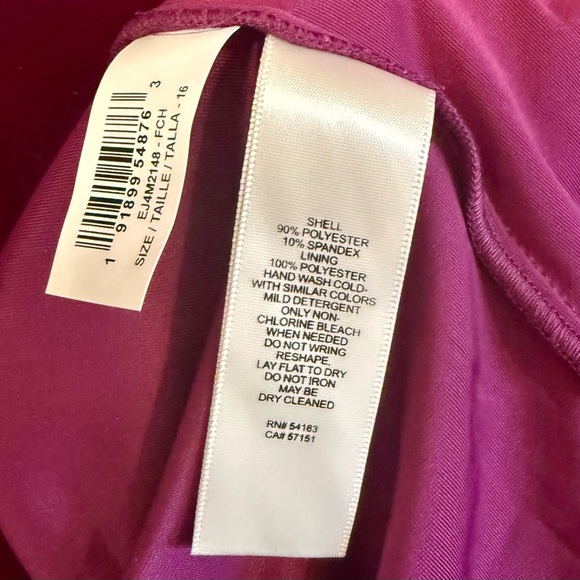 1 91899 54876 3
EJ4M2148 - FCH
SIZE / TAILLE / TALLA - 16
SHELL
90% POLYESTER
10% SPANDEX
LINING
100% POLYESTER
HAND WASH COLD-
WITH SIMILAR COLORS
MILD DETERGENT
ONLY NON-
CHLORINE BLEACH
WHEN NEEDED
DO NOT WRING
RESHAPE,
LAY FLAT TO DRY
DO NOT IRON
MAY BE
DRY CLEANED
RN# 54163
CA# 57151